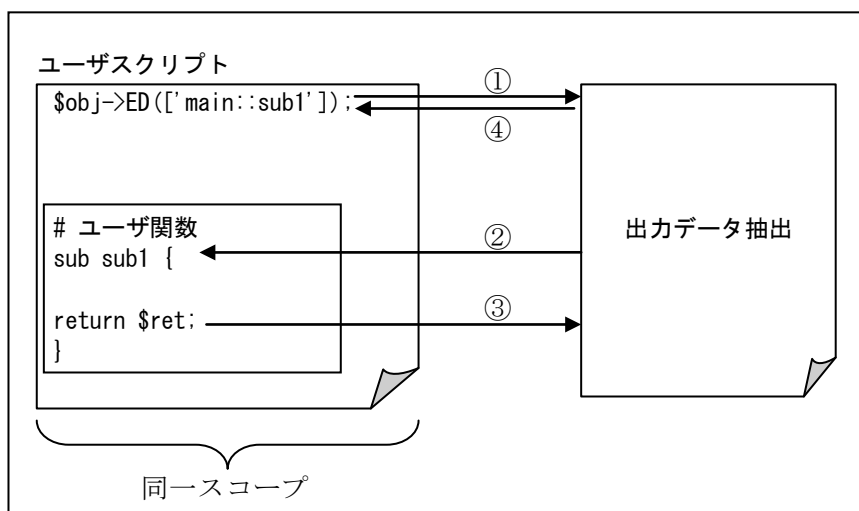 ユーザスクリプト
$obj->ED(['main::sub1']);
①
④
# ユーザ関数
sub sub1 {
②
出力データ抽出
return $ret;
③
}
同一スコープ